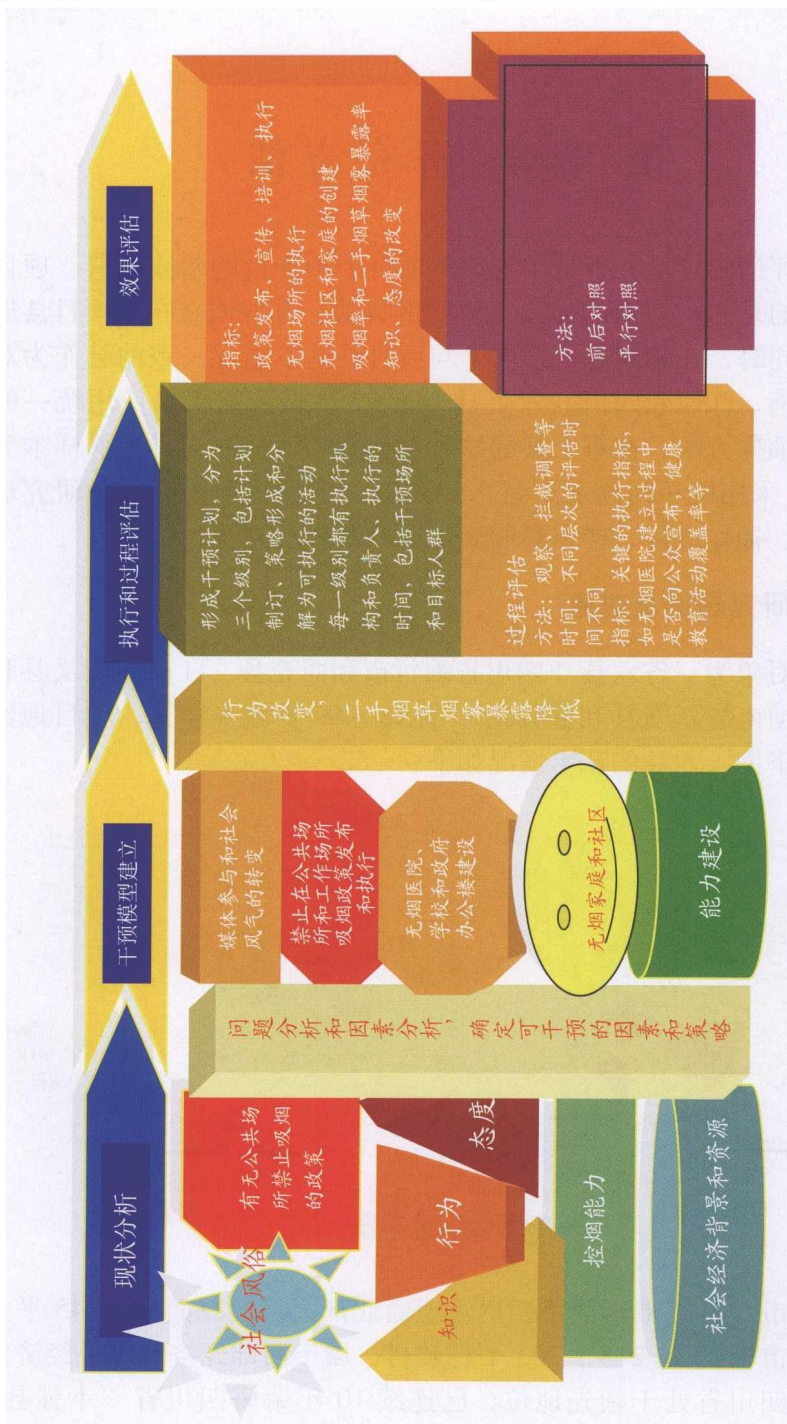 现状分析
社会风俗
有无公共场
所禁止吸烟
的政策
知识
行为
态度
控烟能力
社会经济背景和资源
问题分析和因素分析，确定可干预的因素和策略
干预模型建立
媒体参与和社会
风气的转变
禁止在公共场
所和工作场所
吸烟政策发布
和执行
无烟医院、
学校和政府
办公楼建设
无烟家庭和社区
能力建设
行为改变，二手烟草烟雾暴露降低
执行和过程评估
形成干预计划，分为
三个级别，包括计划
制订、策略形成和分
解为可执行的活动
每一级别都有执行机
构和负责人、执行的
时间，包括干预场所
和目标人群
过程评估
方法：观察、拦截调查等
时间：不同层次的评估时
间不同
指标：关键的执行指标，
如无烟医院建立过程中
是否向公众宣布，健康
教育活动覆盖率等
效果评估
指标：
政策发布、宣传、培训、执行
无烟场所的执行
无烟社区和家庭的创建
吸烟率和二手烟草烟雾暴露率
知识、态度的改变
方法：
前后对照
平行对照